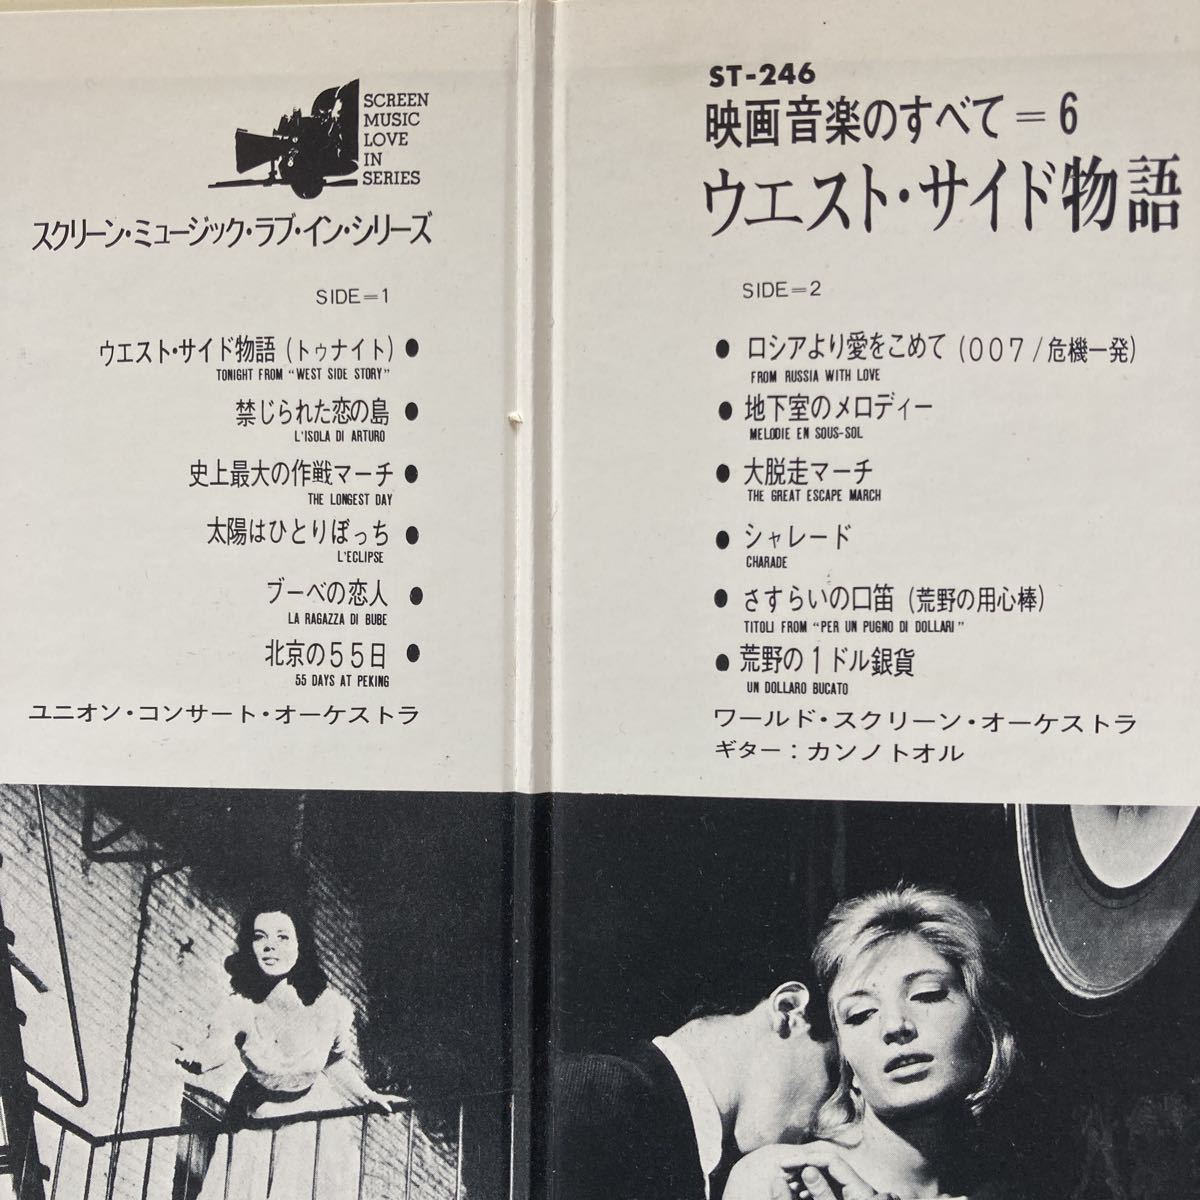 SCREEN
MUSIC
LOVE
IN
SERIES
スクリーン・ミュージック・ラブ・イン・シリーズ
SIDE=1
ウエスト・サイド物語(トゥナイト)●
TONIGHT FROM "WEST SIDE STORY"
禁じられた恋の島●
L'ISOLA DI ARTURO
史上最大の作戦マーチ●
THE LONGEST DAY
太陽はひとりぼっち●
L'ECLIPSE
ブーベの恋人●
LA RAGAZZA DI BUBE
北京の55日●
55 DAYS AT PEKING
ユニオン・コンサート・オーケストラ
ST-246
映画音楽のすべて=6
ウエスト・サイド物語
SIDE=2
●ロシアより愛をこめて(007/危機一発)
FROM RUSSIA WITH LOVE
●地下室のメロディー
MELODIE EN SOUS-SOL
●大脱走マーチ
THE GREAT ESCAPE MARCH
●シャレード
CHARADE
●さすらいの口笛(荒野の用心棒)
TITOLI FROM "PER UN PUGNO DI DOLLARI"
●荒野の1ドル銀貨
UN DOLLARO BUCATO
ワールド・スクリーン・オーケストラ
ギター:カンノトオル